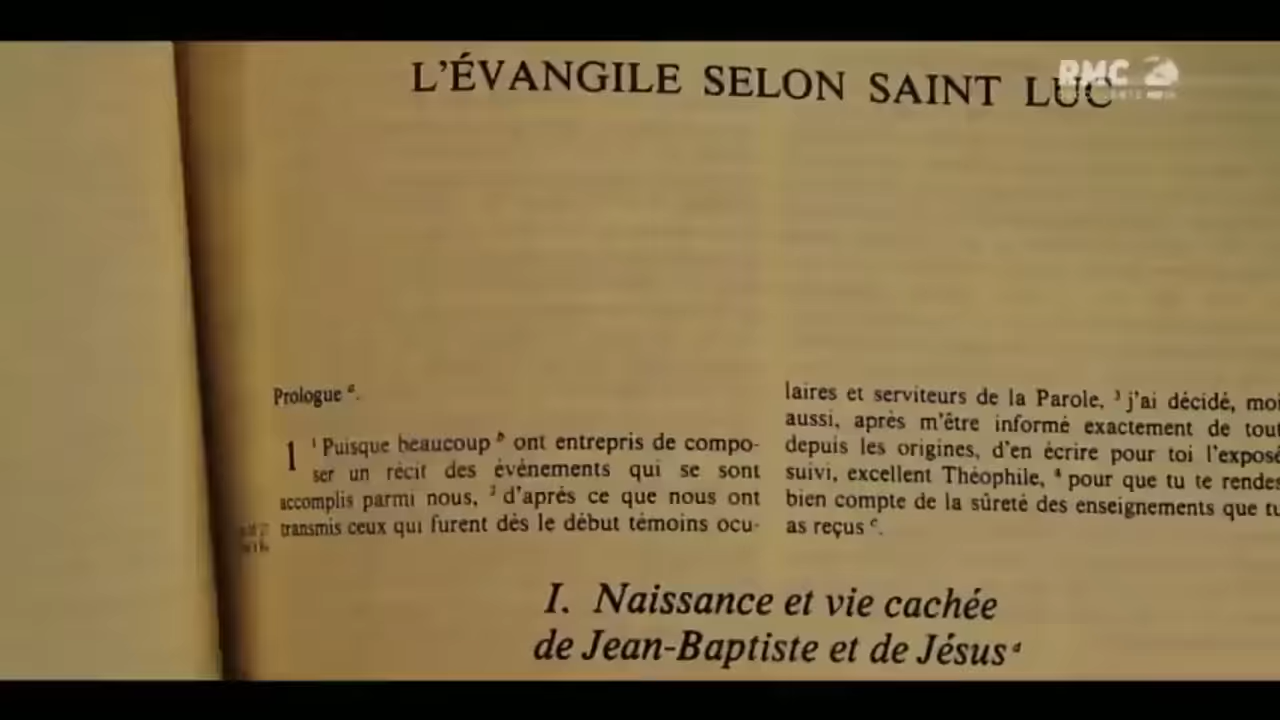 L'ÉVANGILE SELON SAINT LUC
RMC
Prologue a.
1 1 Puisque beaucoup b ont entrepris de compo-
ser un récit des événements qui se sont
accomplis parmi nous, 2 d'après ce que nous ont
transmis ceux qui furent dès le début témoins ocu-
laires et serviteurs de la Parole, 3 j'ai décidé, moi
aussi, après m'être informé exactement de tout
depuis les origines, d'en écrire pour toi l'exposé
suivi, excellent Théophile, 4 pour que tu te rendes
bien compte de la sûreté des enseignements que tu
as reçus c.
I. Naissance et vie cachée
de Jean-Baptiste et de Jésus d